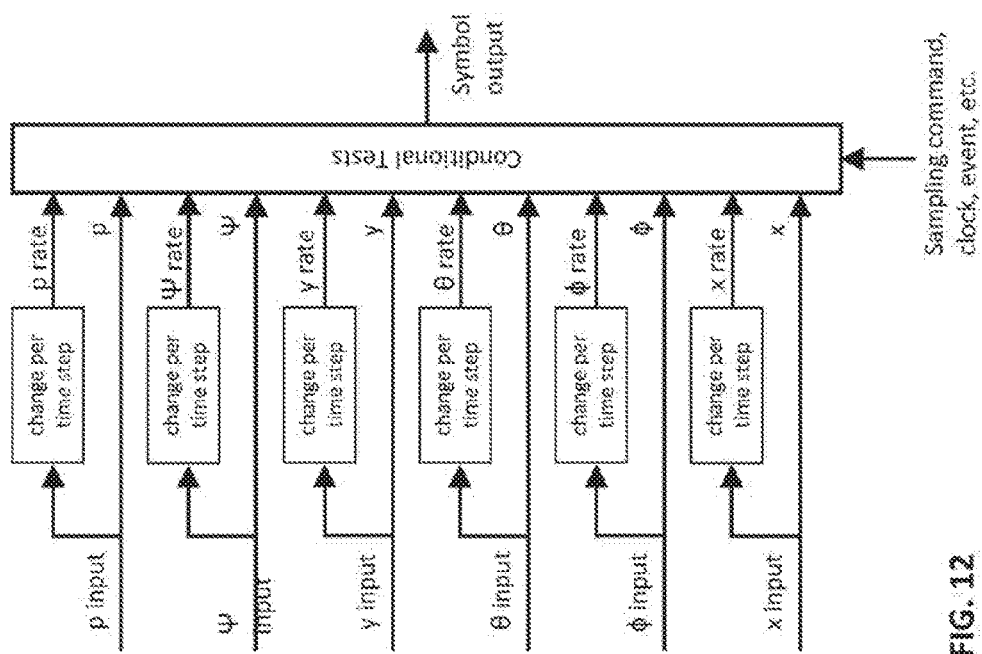 p input
change per
time step
p rate
p
Ψ
input
change per
time step
Ψ rate
Ψ
y input
change per
time step
y rate
y
θ input
change per
time step
θ rate
θ
ϕ input
change per
time step
ϕ rate
ϕ
x input
change per
time step
x rate
x
Conditional Tests
Symbol
output
Sampling command,
clock, event, etc.
FIG. 12